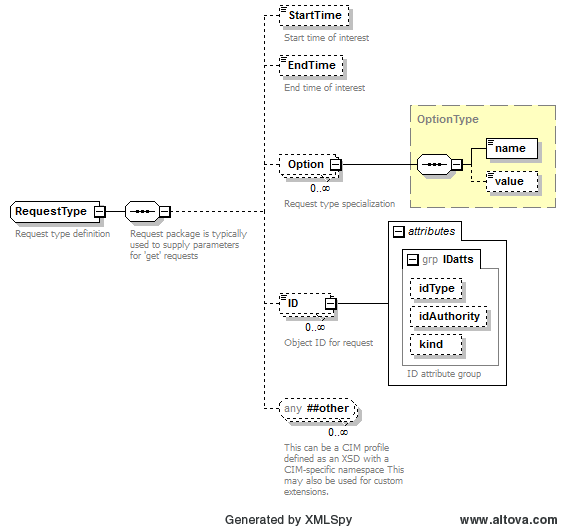 StartTime
Start time of interest
EndTime
End time of interest
OptionType
name
value
Option
0..∞
Request type specialization
RequestType
Request type definition
Request package is typically
used to supply parameters
for 'get' requests
attributes
grp IDatts
idType
idAuthority
kind
ID attribute group
ID
0..∞
Object ID for request
any ##other
0..∞
This can be a CIM profile
defined as an XSD with a
CIM-specific namespace This
may also be used for custom
extensions.
Generated by XMLSpy
www.altova.com